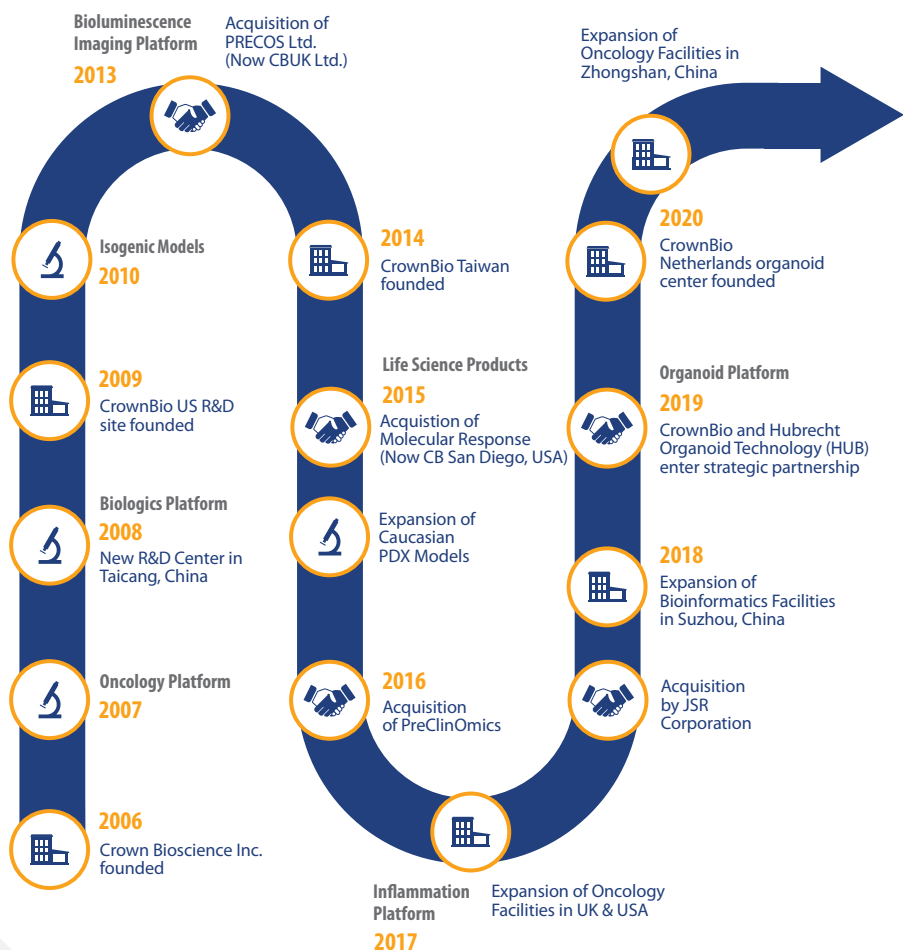 Crown Bioscience Inc.
founded
2006
Oncology Platform
2007
Biologics Platform
2008
New R&D Center in
Taicang, China
2009
CrownBio US R&D
site founded
Isogenic Models
2010
Bioluminescence
Imaging Platform
2013
Acquisition of
PRECOS Ltd.
(Now CBUK Ltd.)
2014
CrownBio Taiwan
founded
Life Science Products
2015
Acquistion of
Molecular Response
(Now CB San Diego, USA)
Expansion of
Caucasian
PDX Models
2016
Acquisition
of PreClinOmics
Inflammation
Platform
2017
Expansion of Oncology
Facilities in UK & USA
Acquisition
by JSR
Corporation
2018
Expansion of
Bioinformatics Facilities
in Suzhou, China
Organoid Platform
2019
CrownBio and Hubrecht
Organoid Technology (HUB)
enter strategic partnership
2020
CrownBio
Netherlands organoid
center founded
Expansion of
Oncology Facilities in
Zhongshan, China